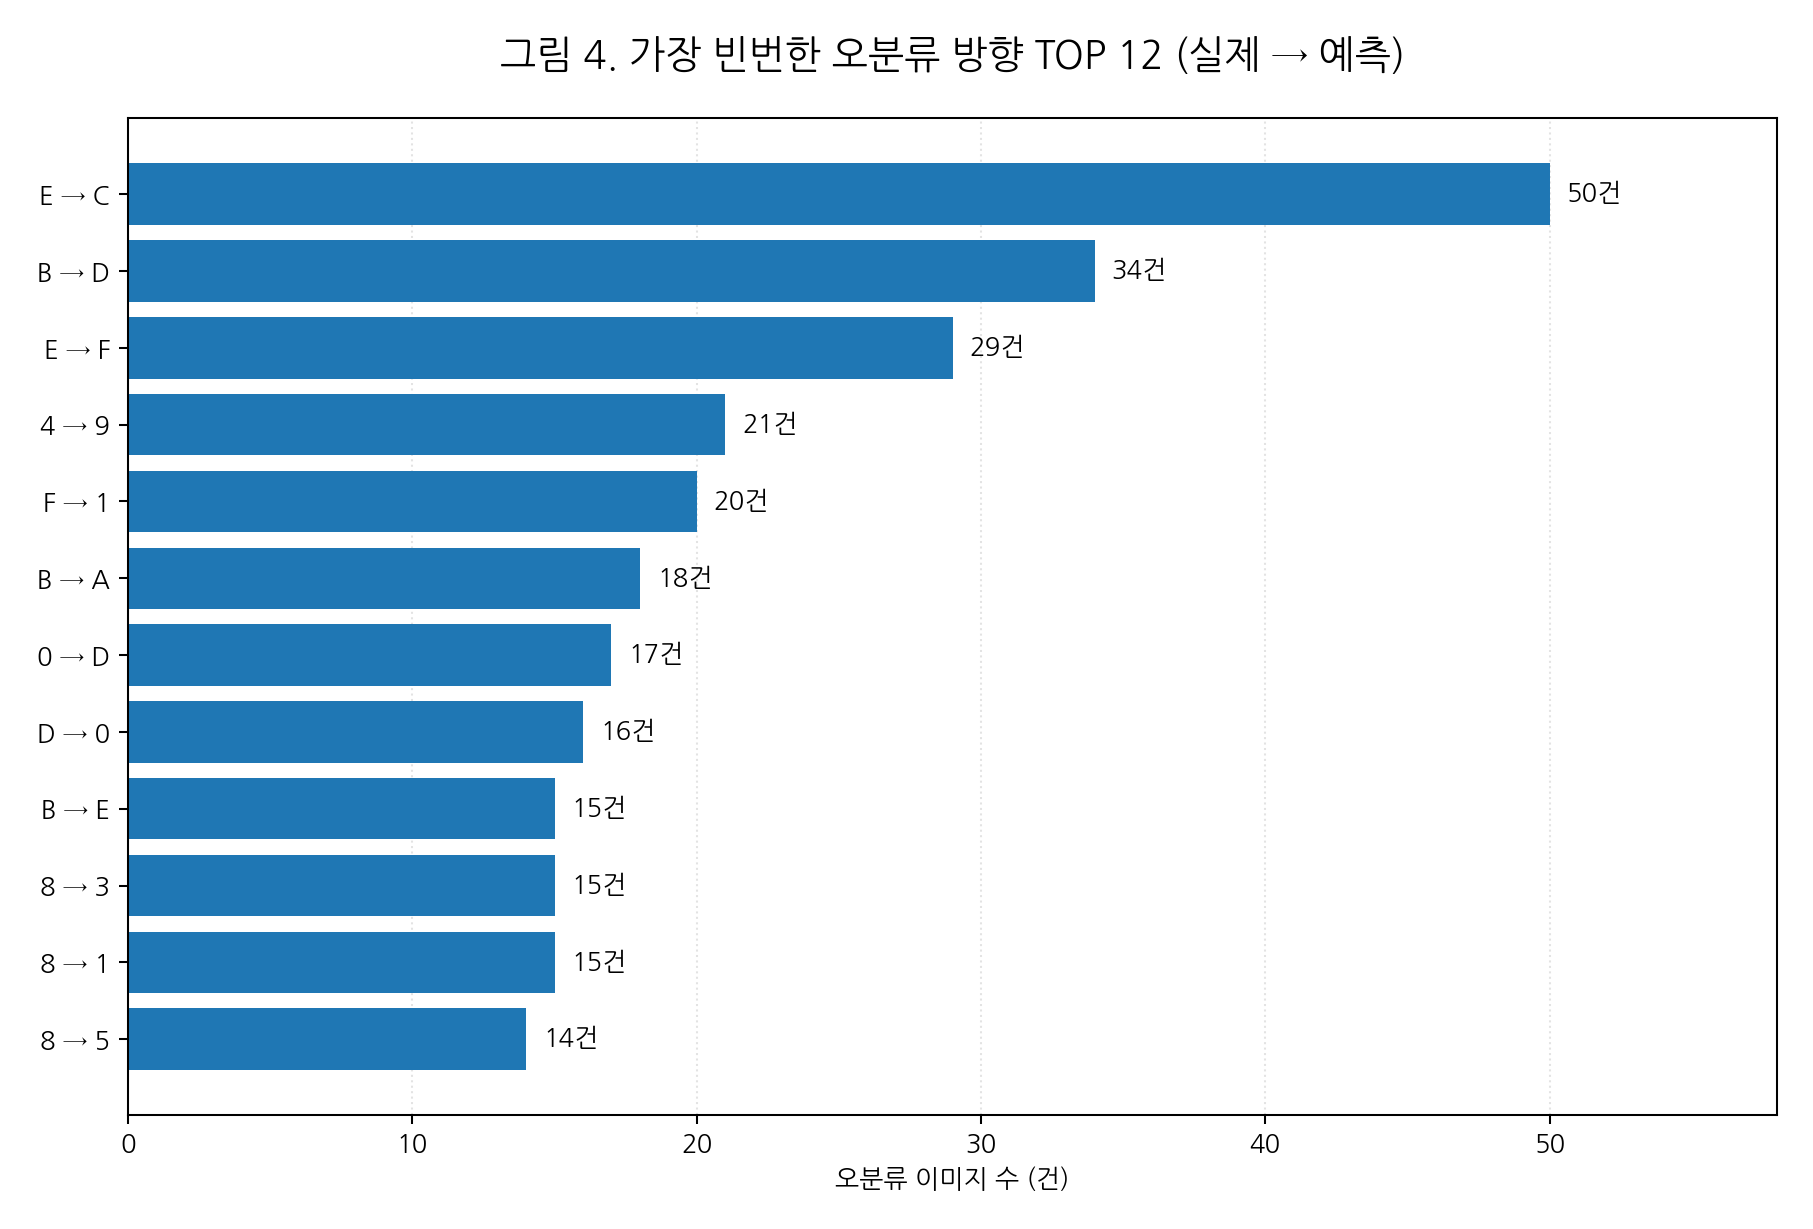 그림 4. 가장 빈번한 오분류 방향 TOP 12 (실제 → 예측)
E → C 50건
B → D 34건
E → F 29건
4 → 9 21건
F → 1 20건
B → A 18건
0 → D 17건
D → 0 16건
B → E 15건
8 → 3 15건
8 → 1 15건
8 → 5 14건
0 10 20 30 40 50
오분류 이미지 수 (건)